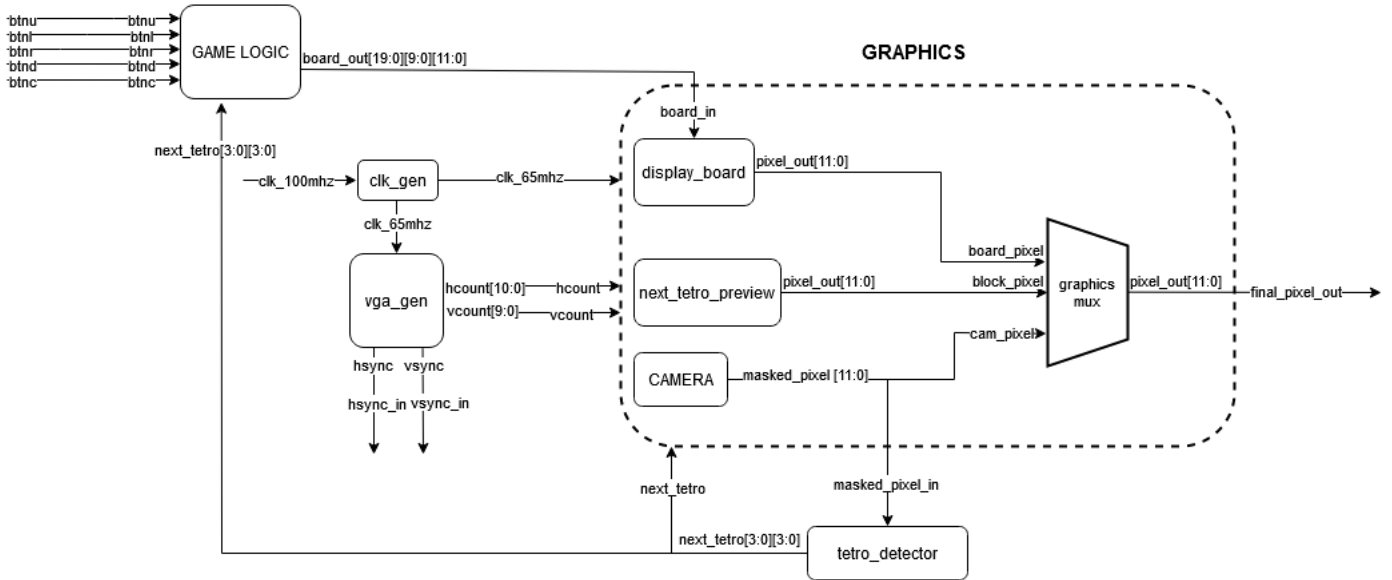 btnu btnu
btnl btnl
btnr btnr
btnd btnd
btnc btnc
GAME LOGIC
board_out[19:0][9:0][11:0]
GRAPHICS
board_in
next_tetro[3:0][3:0]
clk_100mhz
clk_gen
clk_65mhz
display_board
pixel_out[11:0]
clk_65mhz
vga_gen
hcount[10:0] hcount
vcount[9:0] vcount
next_tetro_preview
pixel_out[11:0]
board_pixel
block_pixel
cam_pixel
graphics
mux
pixel_out[11:0]
final_pixel_out
hsync vsync
hsync_in vsync_in
CAMERA
masked_pixel [11:0]
next_tetro
masked_pixel_in
next_tetro[3:0][3:0]
tetro_detector